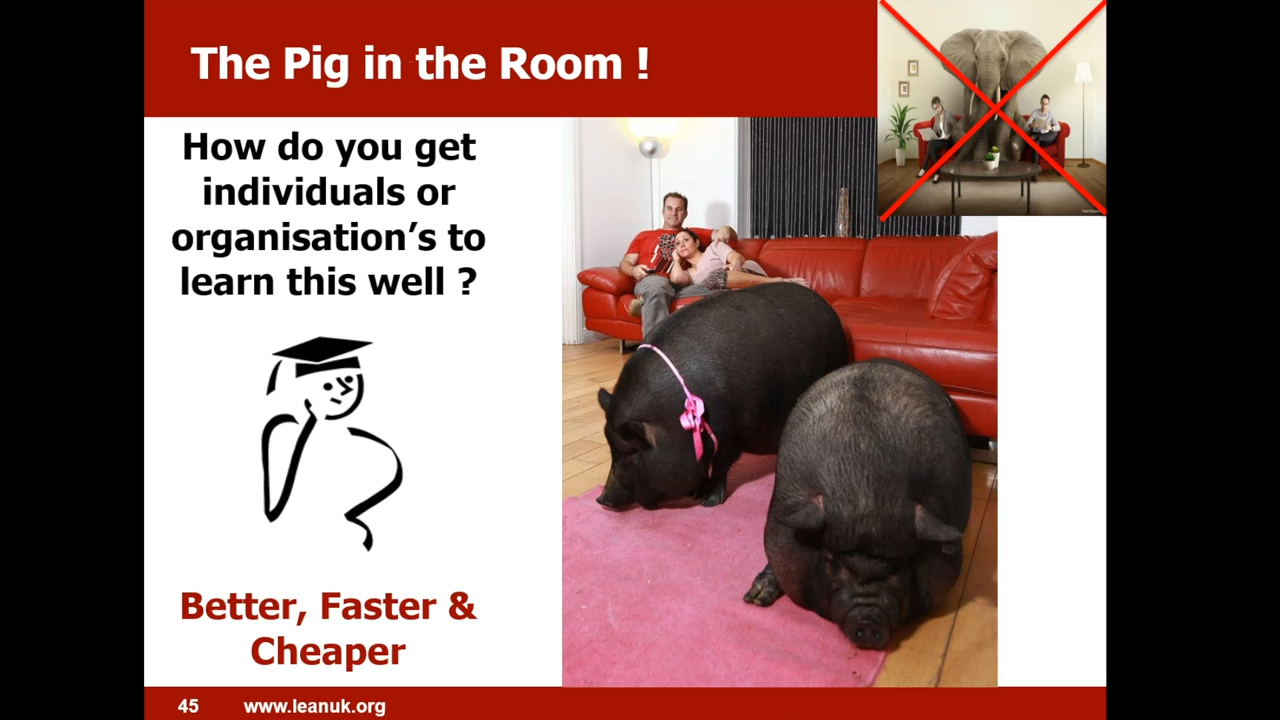 The Pig in the Room !
How do you get
individuals or
organisation’s to
learn this well ?
Better, Faster &
Cheaper
45 www.leanuk.org